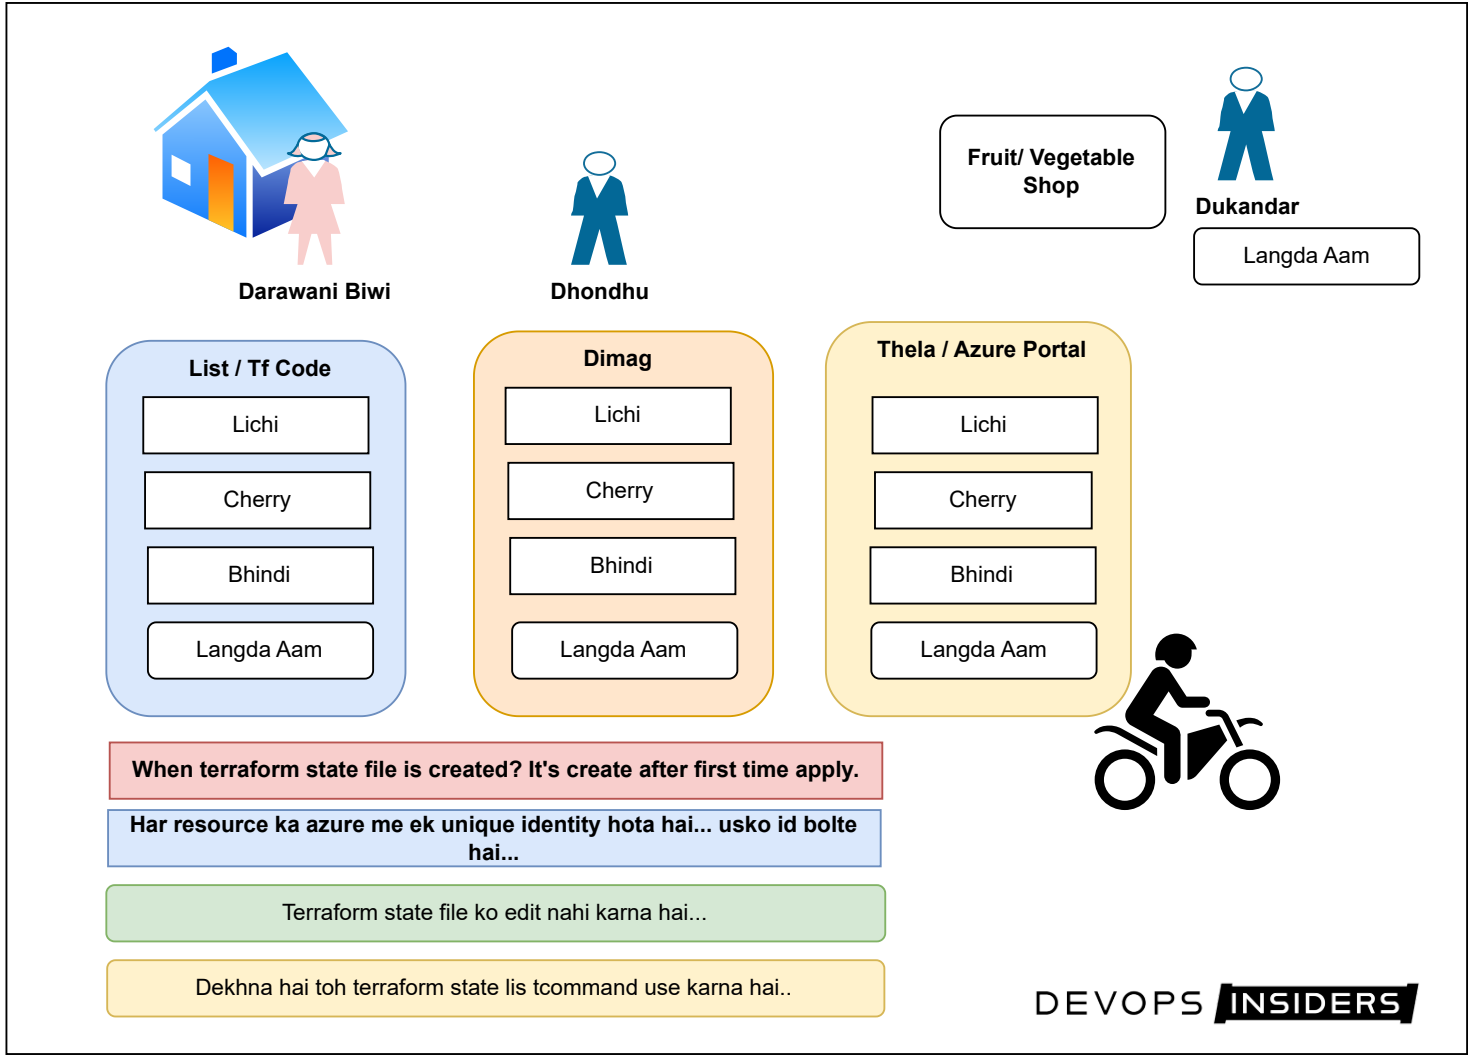 Fruit/ Vegetable
Shop
Dukandar
Langda Aam
Darawani Biwi
Dhondhu
List / Tf Code
Lichi
Cherry
Bhindi
Langda Aam
Dimag
Lichi
Cherry
Bhindi
Langda Aam
Thela / Azure Portal
Lichi
Cherry
Bhindi
Langda Aam
When terraform state file is created? It's create after first time apply.
Har resource ka azure me ek unique identity hota hai... usko id bolte
hai...
Terraform state file ko edit nahi karna hai...
Dekhna hai toh terraform state lis tcommand use karna hai..
DEVOPS INSIDERS